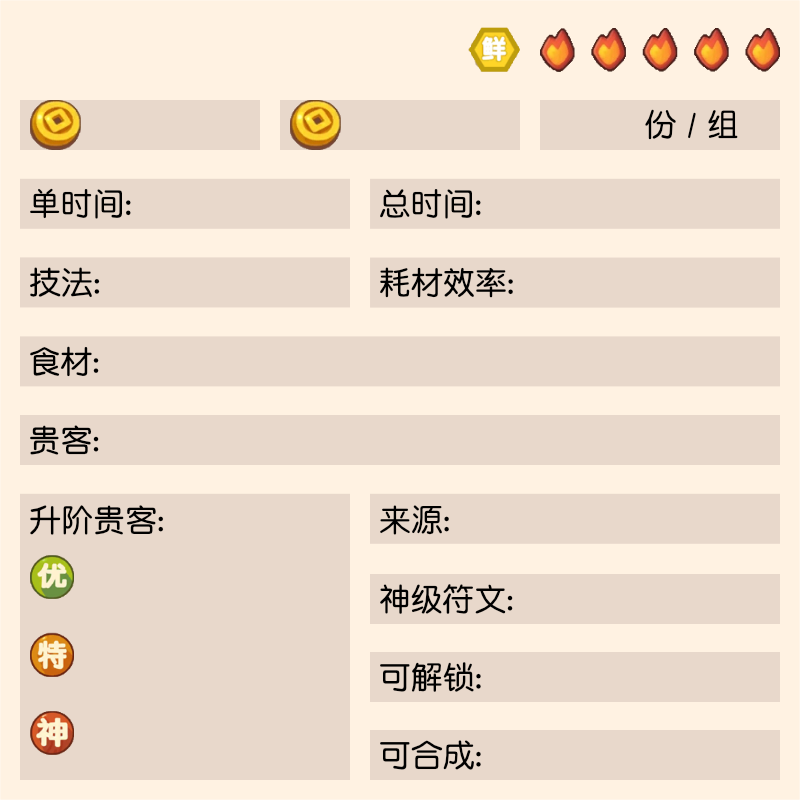 鲜
份 / 组
单时间:
总时间:
技法:
耗材效率:
食材:
贵客:
升阶贵客:
优
特
神
来源:
神级符文:
可解锁:
可合成: